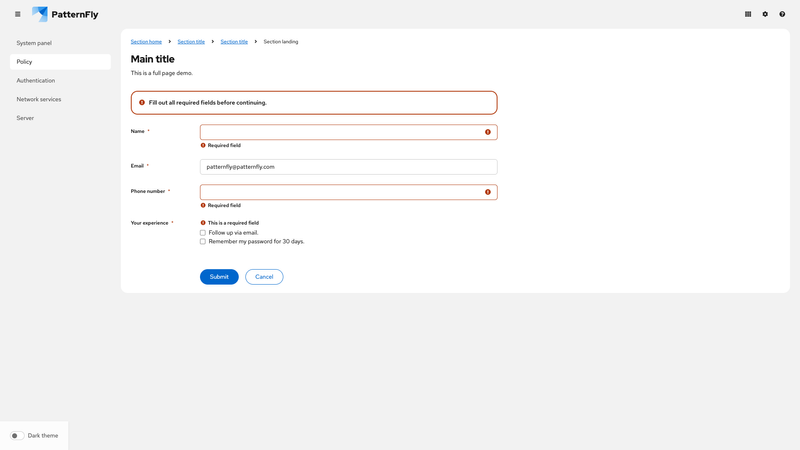 PatternFly
System panel
Policy
Authentication
Network services
Server
Section home > Section title > Section title > Section landing
Main title
This is a full page demo.
Fill out all required fields before continuing.
Name *
Required field
Email * patternfly@patternfly.com
Phone number *
Required field
Your experience * This is a required field
Follow up via email.
Remember my password for 30 days.
Submit Cancel
Dark theme